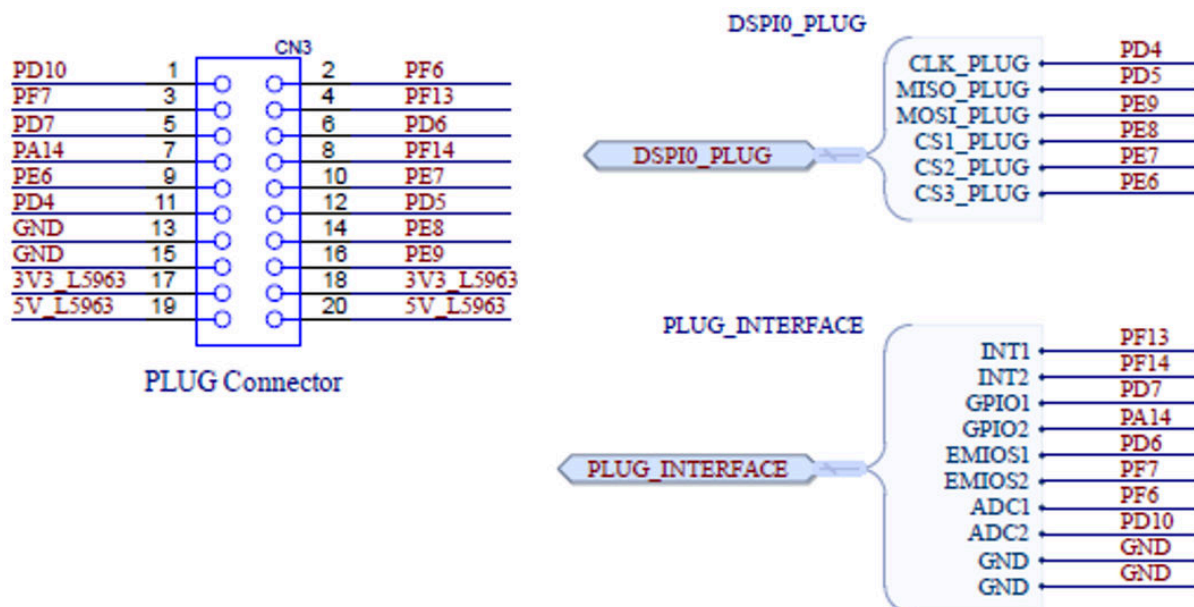 CN3
PD10 1 2 PF6
PF7 3 4 PF13
PD7 5 6 PD6
PA14 7 8 PF14
PE6 9 10 PE7
PD4 11 12 PD5
GND 13 14 PE8
GND 15 16 PE9
3V3_L5963 17 18 3V3_L5963
5V_L5963 19 20 5V_L5963
PLUG Connector
DSPI0_PLUG
DSPI0_PLUG
CLK_PLUG PD4
MISO_PLUG PD5
MOSI_PLUG PE9
CS1_PLUG PE8
CS2_PLUG PE7
CS3_PLUG PE6
PLUG_INTERFACE
PLUG_INTERFACE
INT1 PF13
INT2 PF14
GPIO1 PD7
GPIO2 PA14
EMIOS1 PD6
EMIOS2 PF7
ADC1 PF6
ADC2 PD10
GND GND
GND GND